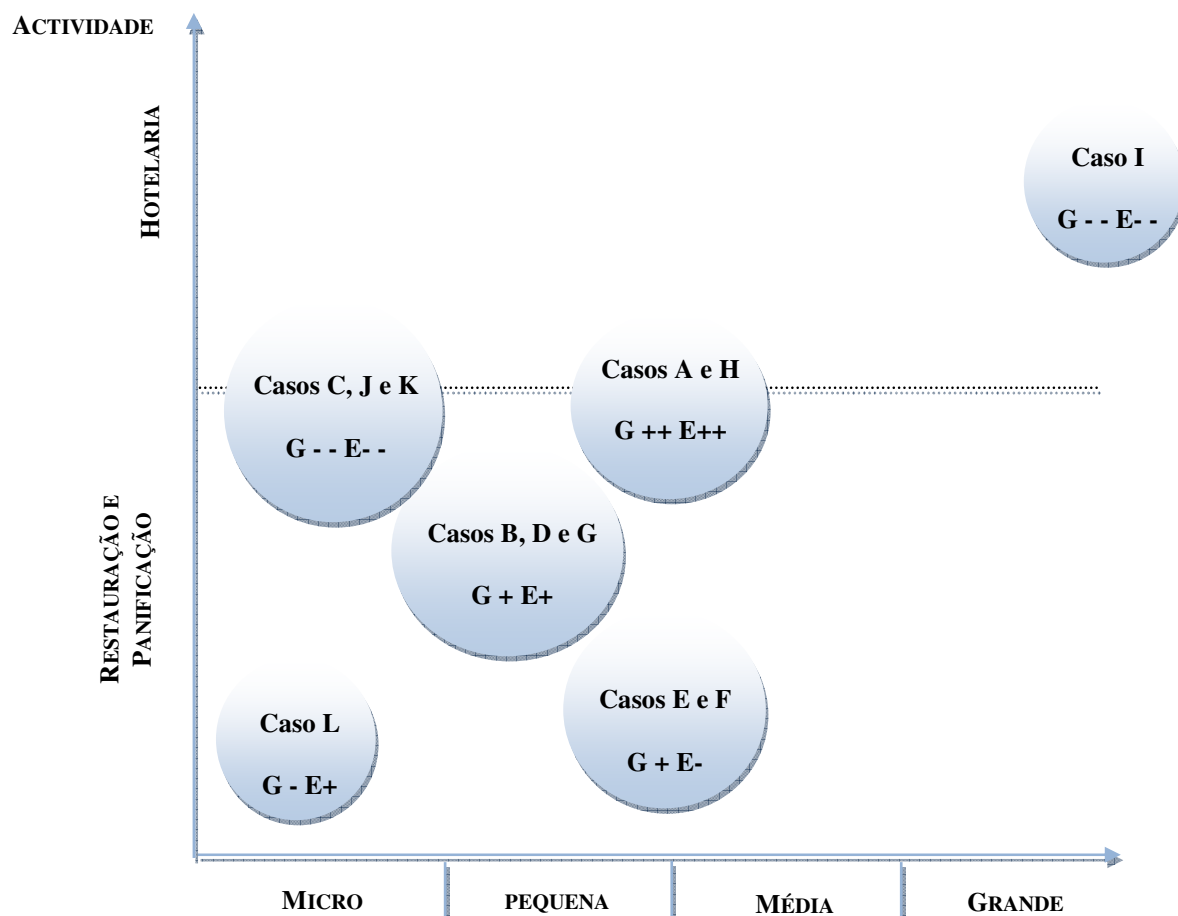 ACTIVIDADE
HOTELARIA
Caso I
G - - E- -
Casos C, J e K
G - - E- -
Casos A e H
G ++ E++
Casos B, D e G
G + E+
RESTAURAÇÃO E
PANIFICAÇÃO
Casos E e F
G + E-
Caso L
G - E+
MICRO
PEQUENA
MÉDIA
GRANDE